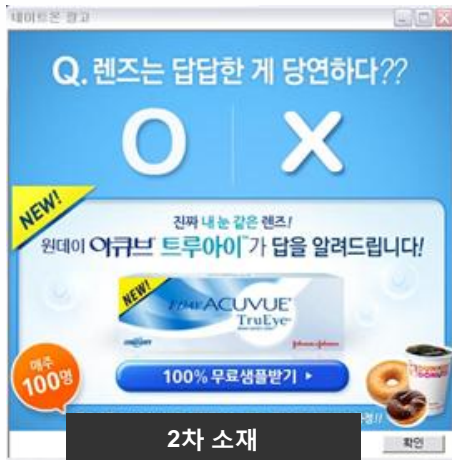 네이트온 광고
Q. 렌즈는 답답한 게 당연하다??
O X
NEW!
진짜 내 눈 같은 렌즈!
원데이 아큐브 트루아이™가 답을 알려드립니다!
NEW!
1·DAY ACUVUE®
TruEye™
Johnson & Johnson
매주
100명
100% 무료샘플받기
2차 소재
확인